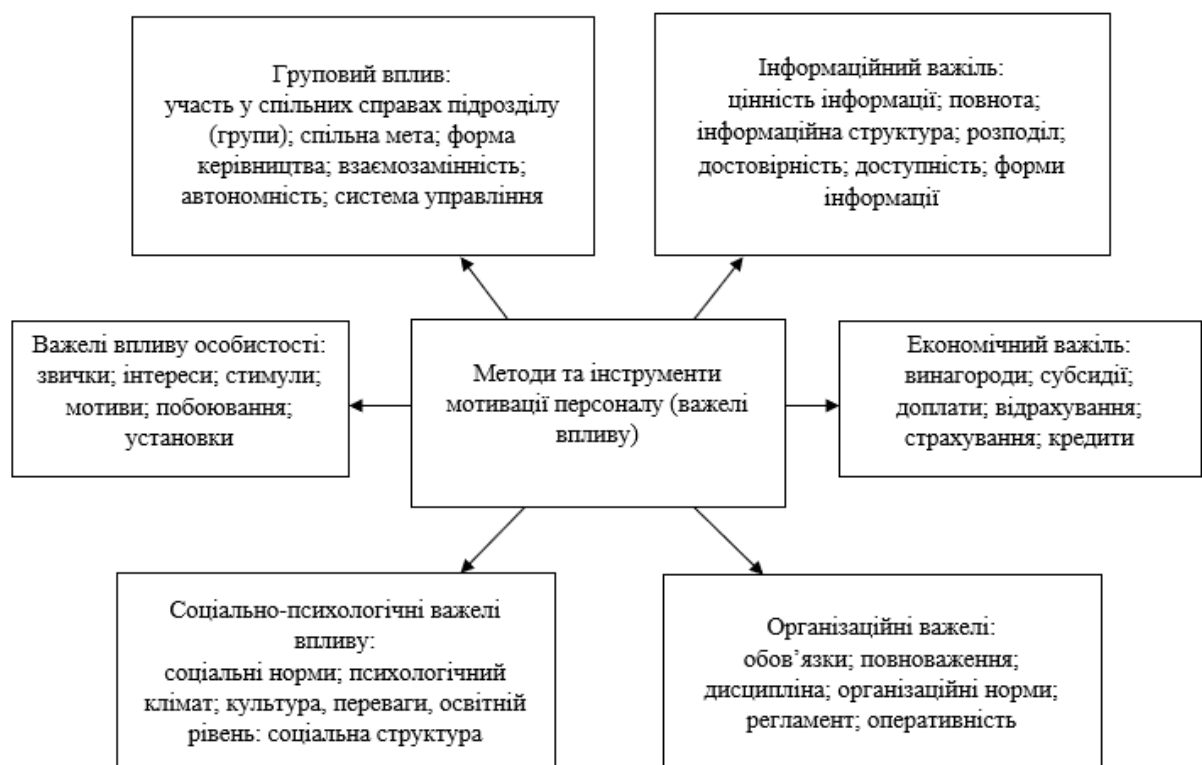 Груповий вплив:
участь у спільних справах підрозділу
(групи); спільна мета; форма
керівництва; взаємозамінність;
автономність; система управління
Інформаційний важіль:
цінність інформації; повнота;
інформаційна структура; розподіл;
достовірність; доступність; форми
інформації
Важелі впливу особистості:
звички; інтереси; стимули;
мотиви; побоювання;
установки
Методи та інструменти
мотивації персоналу (важелі
впливу)
Економічний важіль:
винагороди; субсидії;
доплати; відрахування;
страхування; кредити
Соціально-психологічні важелі
впливу:
соціальні норми; психологічний
клімат; культура, переваги, освітній
рівень: соціальна структура
Організаційні важелі:
обов’язки; повноваження;
дисципліна; організаційні норми;
регламент; оперативність